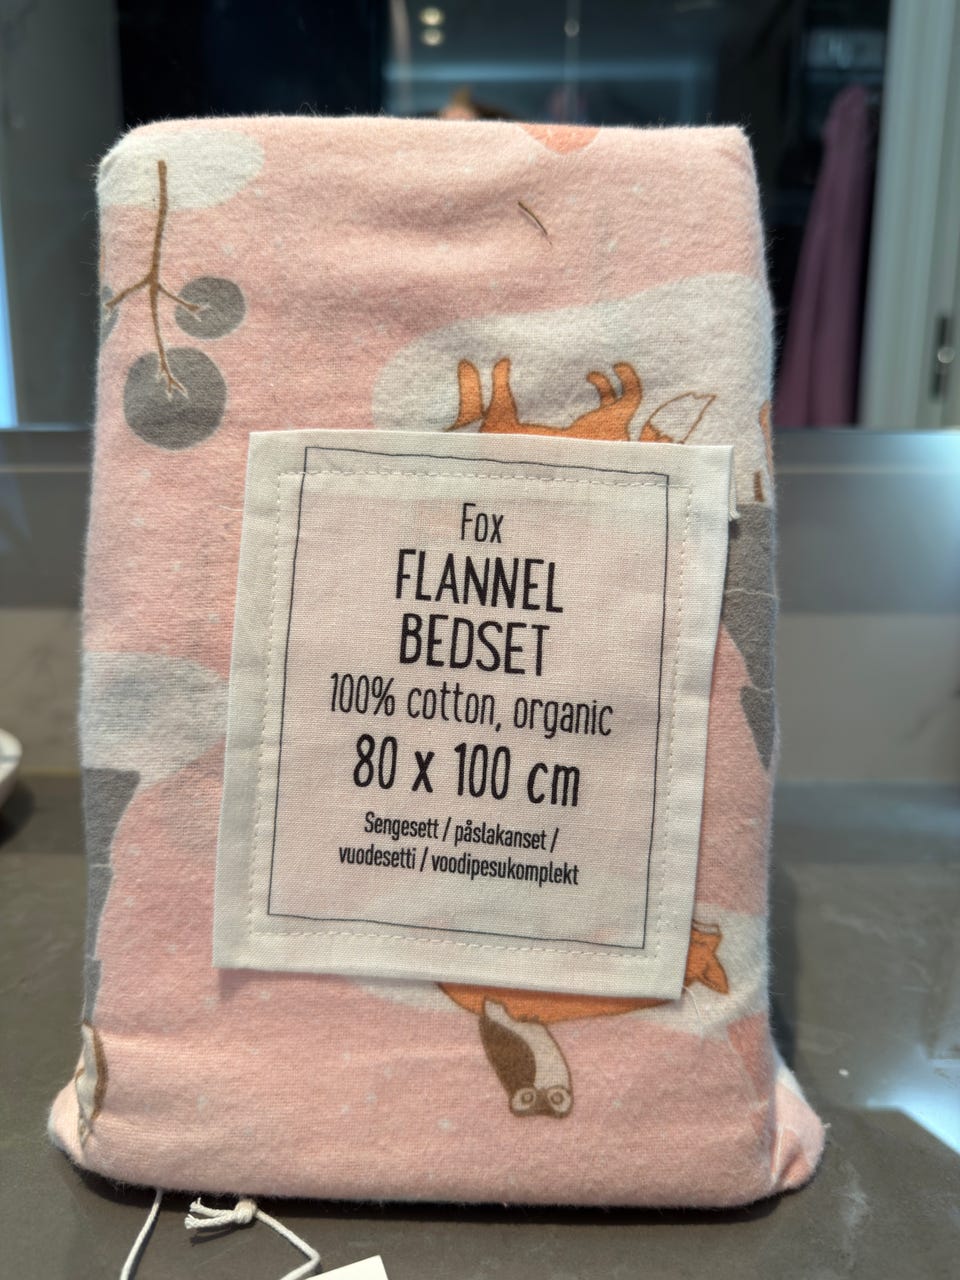 Fox
FLANNEL
BEDSET
100% cotton, organic
80 x 100 cm
Sengesett / påslakanset /
vuodesetti / voodipesukomplekt